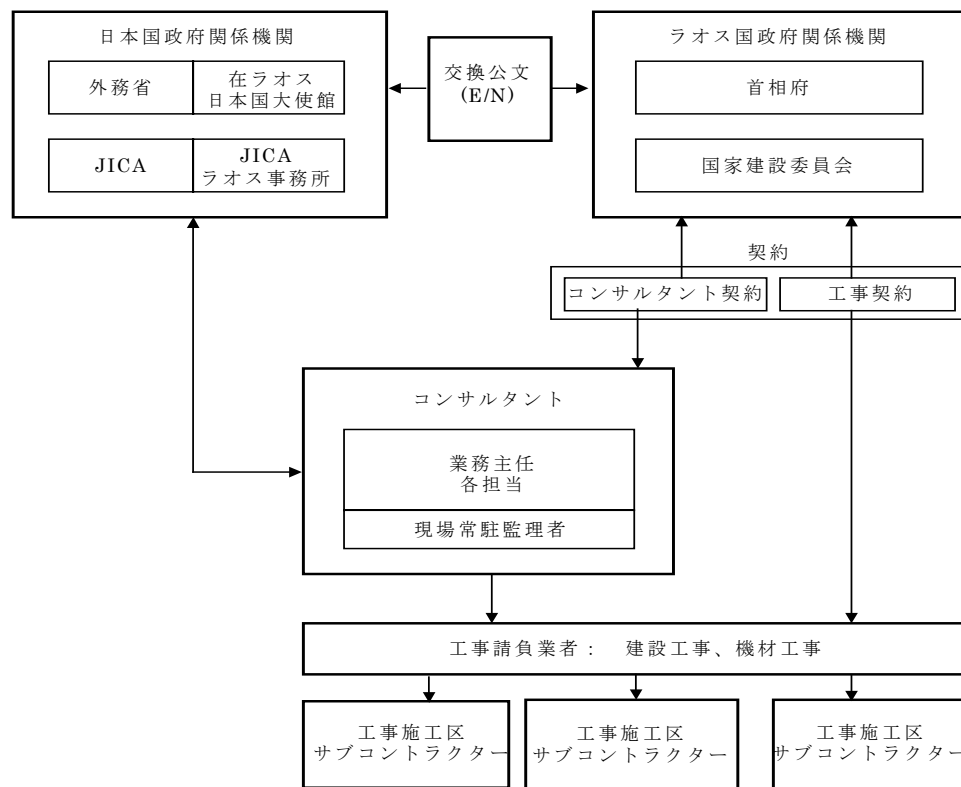 日本国政府関係機関
外務省
在ラオス
日本国大使館
JICA
JICA
ラオス事務所
交換公文
(E/N)
ラオス国政府関係機関
首相府
国家建設委員会
契約
コンサルタント契約
工事契約
コンサルタント
業務主任
各担当
現場常駐監理者
工事請負業者： 建設工事、機材工事
工事施工区
サブコントラクター
工事施工区
サブコントラクター
工事施工区
サブコントラクター